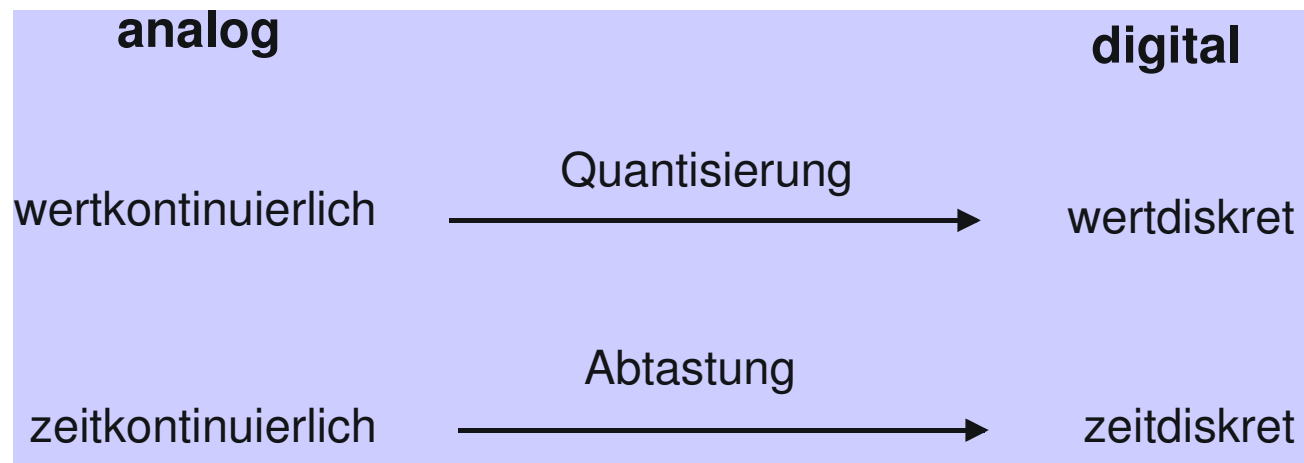 analog
digital
Quantisierung
wertkontinuierlich
wertdiskret
Abtastung
zeitkontinuierlich
zeitdiskret